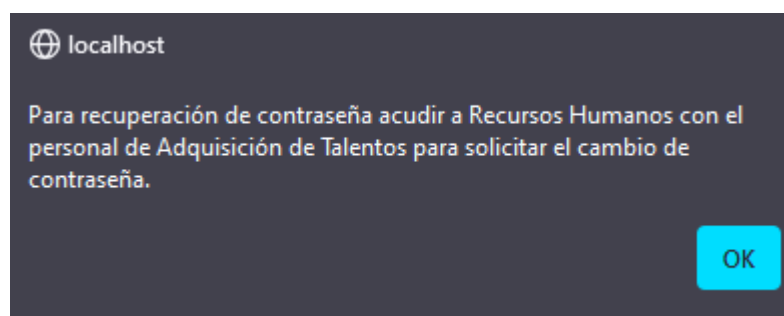 localhost
Para recuperación de contraseña acudir a Recursos Humanos con el
personal de Adquisición de Talentos para solicitar el cambio de
contraseña.
OK